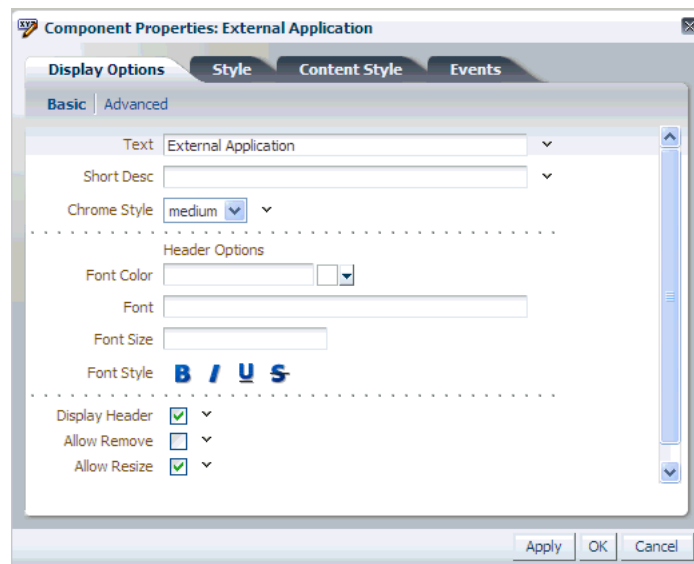 Component Properties: External Application
Display Options Style Content Style Events
Basic Advanced
Text External Application
Short Desc
Chrome Style medium
Header Options
Font Color
Font
Font Size
Font Style B I U S
Display Header
Allow Remove
Allow Resize
Apply OK Cancel